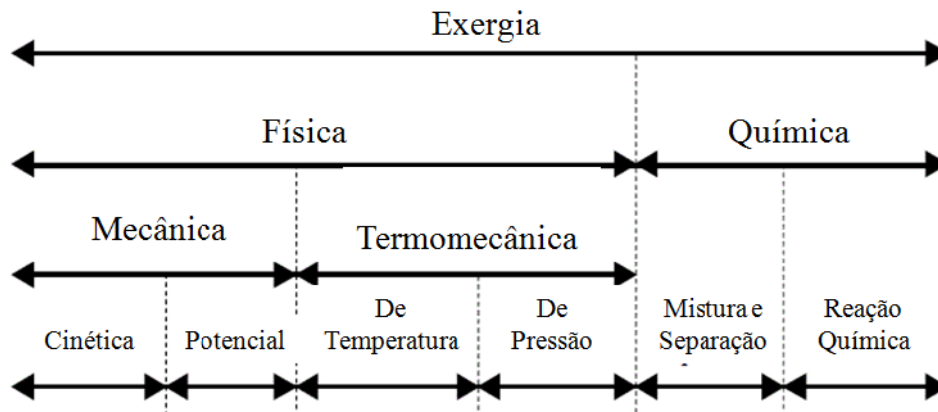 Exergia
Física
Química
Mecânica
Termomecânica
Cinética
Potencial
De
Temperatura
De
Pressão
Mistura e
Separação
Reação
Química